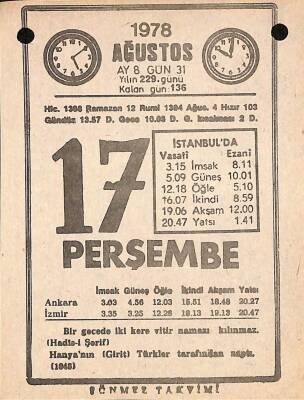 1978
AĞUSTOS
AY 8 GÜN 31
Yılın 229. günü
Kalan gün: 136
Hic. 1398 Ramazan 12 Rumi 1394 Ağus. 4 Hızır 104
Gündüz 13.57 D. Gece 10.03 D. G. kısalması 2 D.
17
İSTANBUL'DA
Vasati Ezani
3.15 İmsak 8.11
5.09 Güneş 10.01
12.18 Öğle 5.10
16.07 İkindi 8.59
19.06 Akşam 12.00
20.47 Yatsı 1.41
PERŞEMBE
İmsak Güneş Öğle İkindi Akşam Yatsı
Ankara 3.03 4.56 12.03 15.51 18.48 20.27
İzmir 3.35 3.25 12.26 18.13 19.13 20.47
Bir gecede iki kere vitir namazı kılınmaz.
(Hadis-i Şerif)
Hanya'nın (Girit) Türkler tarafından
(1645)
SÖNMEZ TAKVİMİ